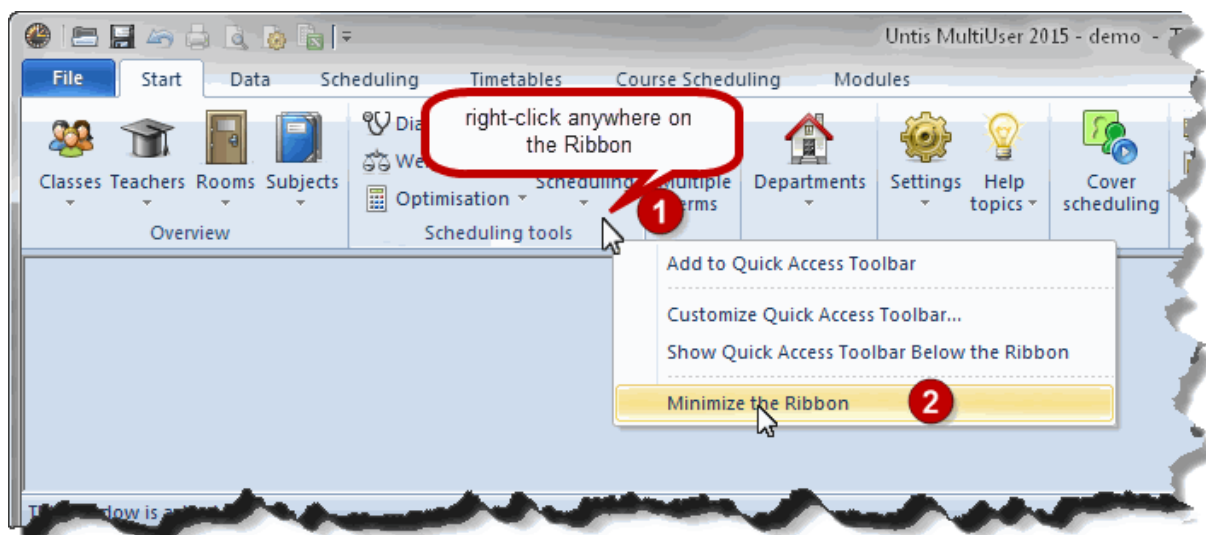 Untis MultiUser 2015 - demo -
File Start Data Scheduling Timetables Course Scheduling Modules
right-click anywhere on
the Ribbon
Classes Teachers Rooms Subjects
Optimisation
Scheduling
Multiple
Departments
Settings
Help
topics
Cover
scheduling
Overview
Scheduling tools
1
Add to Quick Access Toolbar
Customize Quick Access Toolbar...
Show Quick Access Toolbar Below the Ribbon
Minimize the Ribbon
2